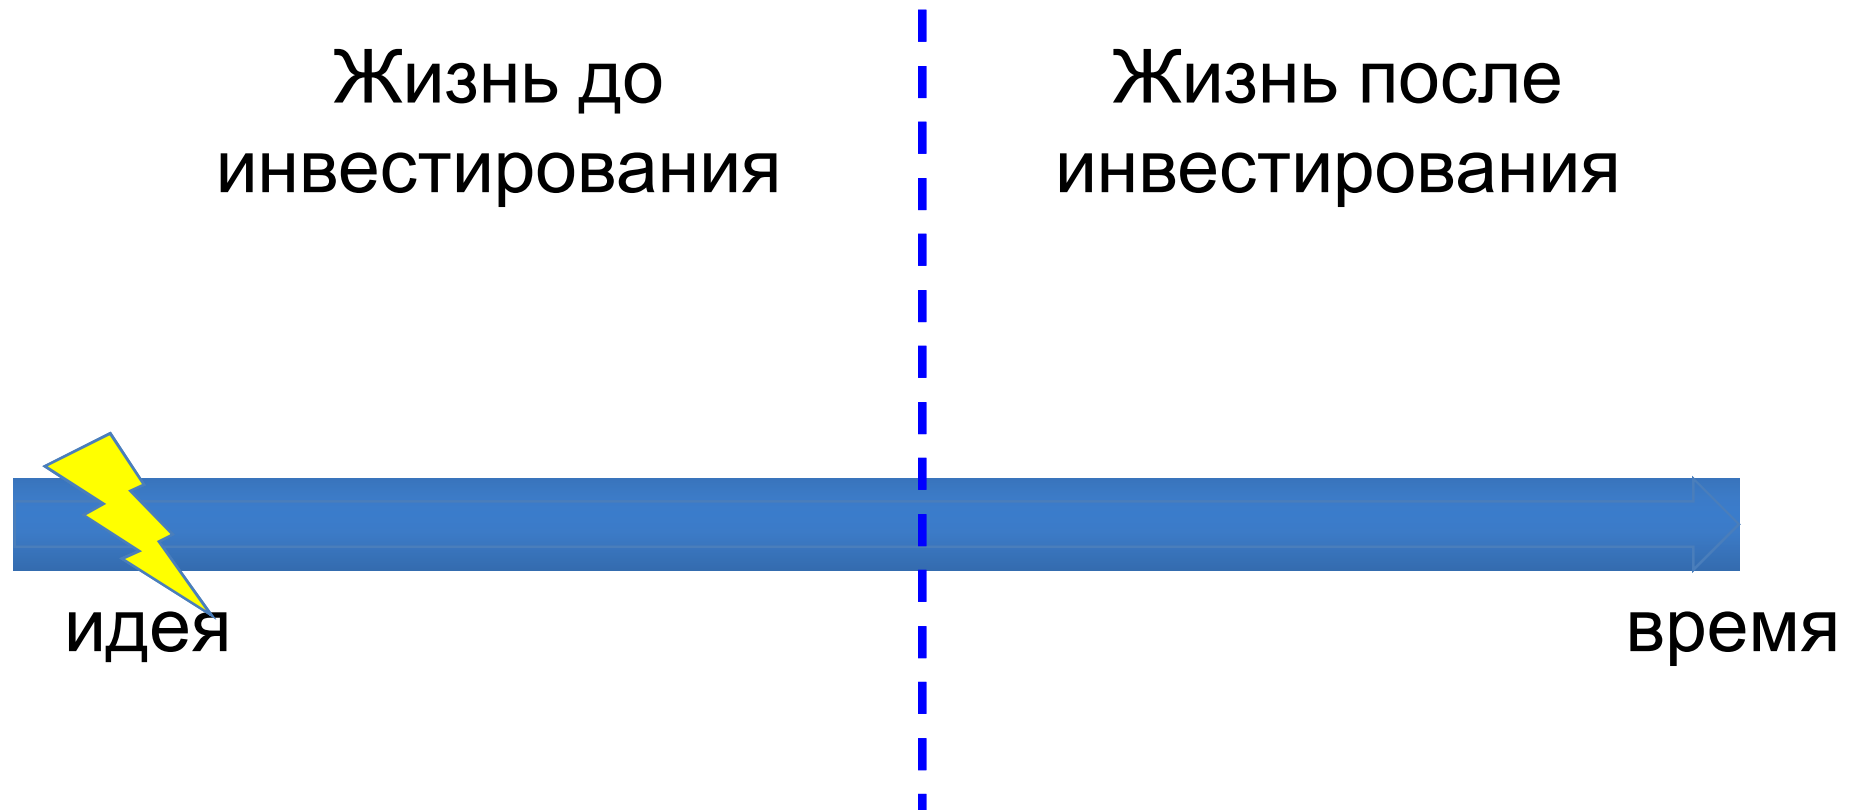 Жизнь до
инвестирования
Жизнь после
инвестирования
идея
время